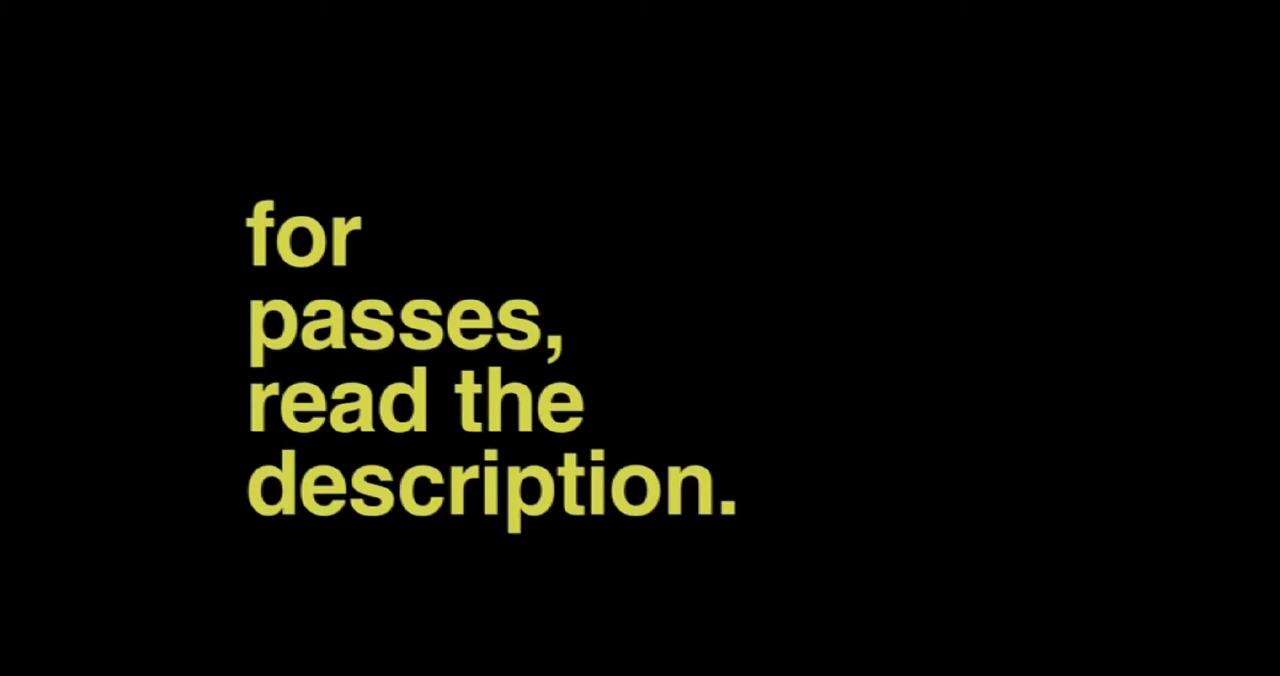 for
passes,
read the
description.